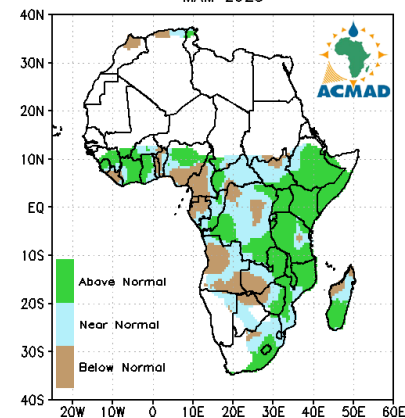 40N
30N
20N
10N
EQ
10S
20S
30S
40S
ACMAD
Above Normal
Near Normal
Below Normal
20W 10W 0 10E 20E 30E 40E 50E 60E